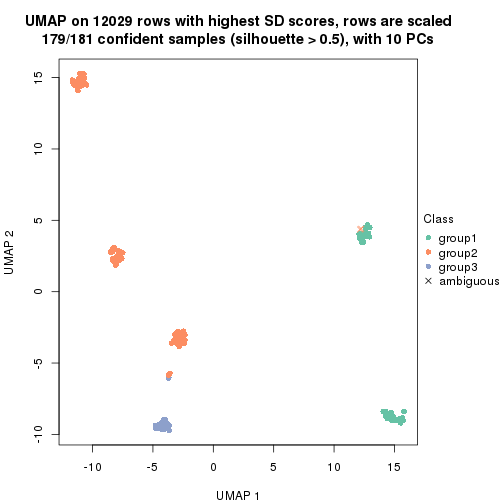 UMAP on 12029 rows with highest SD scores, rows are scaled
179/181 confident samples (silhouette > 0.5), with 10 PCs
15
10
5
0
-5
-10
UMAP 2
-10
-5
0
5
10
15
UMAP 1
Class
group1
group2
group3
ambiguous